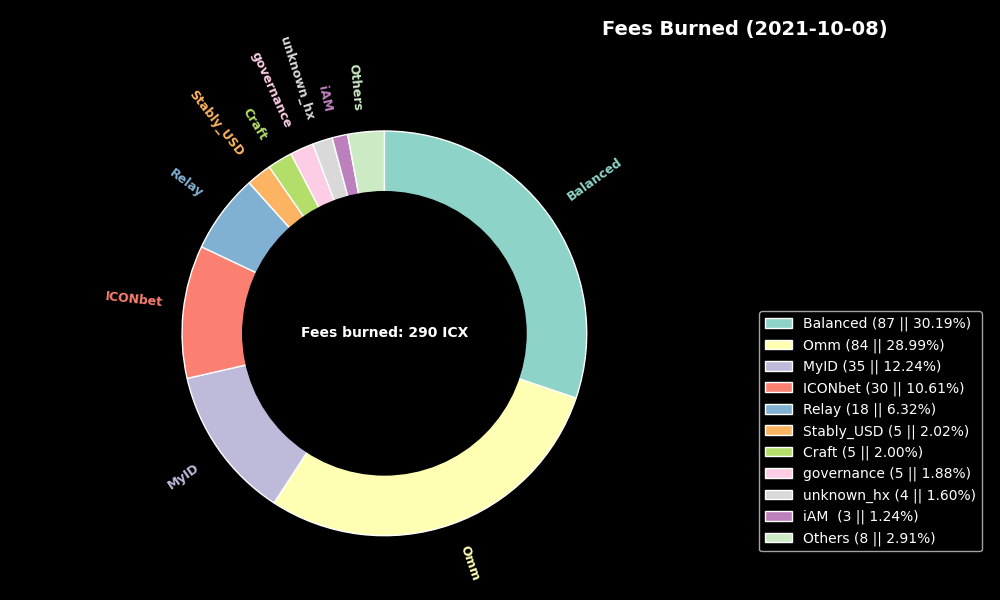 Fees Burned (2021-10-08)
Others
iAM
unknown_hx
governance
Craft
Stably_USD
Relay
ICONbet
MyID
Omm
Balanced
Fees burned: 290 ICX
Balanced (87 || 30.19%)
Omm (84 || 28.99%)
MyID (35 || 12.24%)
ICONbet (30 || 10.61%)
Relay (18 || 6.32%)
Stably_USD (5 || 2.02%)
Craft (5 || 2.00%)
governance (5 || 1.88%)
unknown_hx (4 || 1.60%)
iAM  (3 || 1.24%)
Others (8 || 2.91%)